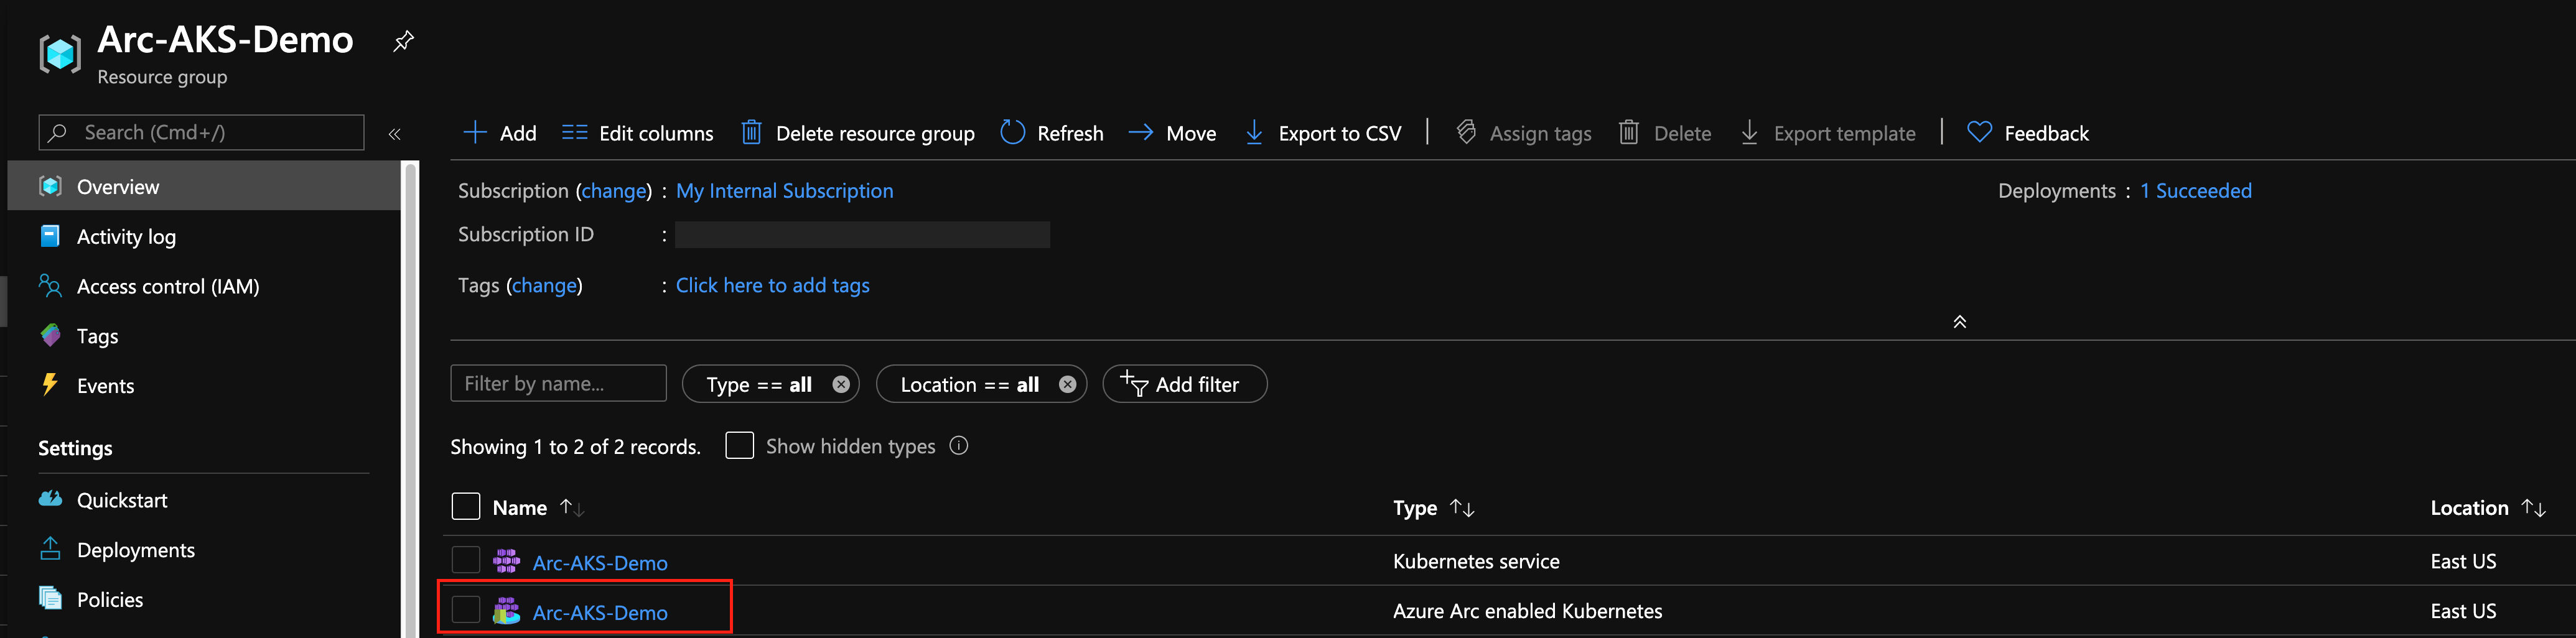 Arc-AKS-Demo
Resource group
Search (Cmd+/)
«
Add
Edit columns
Delete resource group
Refresh
Move
Export to CSV
Assign tags
Delete
Export template
Feedback
Overview
Activity log
Access control (IAM)
Tags
Events
Settings
Quickstart
Deployments
Policies
Subscription (change) : My Internal Subscription
Deployments : 1 Succeeded
Subscription ID :
Tags (change) : Click here to add tags
Filter by name...
Type == all
Location == all
Add filter
Showing 1 to 2 of 2 records.
Show hidden types
Name ↑↓ Type ↑↓ Location ↑↓
Arc-AKS-Demo Kubernetes service East US
Arc-AKS-Demo Azure Arc enabled Kubernetes East US